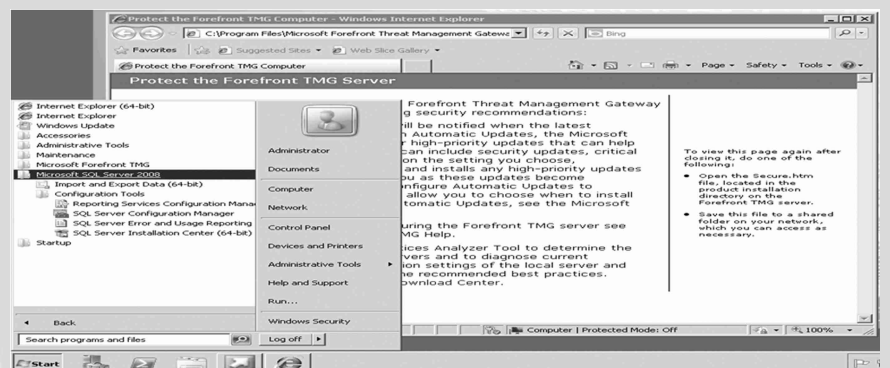 Protect the Forefront TMG Computer - Windows Internet Explorer
C:\Program Files\Microsoft Forefront Threat Management Gatewa
Bing
Favorites
Suggested Sites
Web Slice Gallery
Protect the Forefront TMG Computer
Page
Safety
Tools
Protect the Forefront TMG Server
Internet Explorer (64-bit)
Internet Explorer
Windows Update
Accessories
Administrative Tools
Maintenance
Microsoft Forefront TMG
Microsoft SQL Server 2008
Import and Export Data (64-bit)
Configuration Tools
Reporting Services Configuration Mana
SQL Server Configuration Manager
SQL Server Error and Usage Reporting
SQL Server Installation Center (64-bit)
Startup
Back
Search programs and files
Administrator
Documents
Computer
Network
Control Panel
Devices and Printers
Administrative Tools
Help and Support
Run...
Windows Security
Log off
Forefront Threat Management Gateway
g security recommendations:
ill be notified when the latest
n Automatic Updates, the Microsoft
r high-priority updates that can help
can include security updates, critical
on the setting you choose,
and installs any high-priority updates
ou as these updates become
nfigure Automatic Updates to
allow you to choose when to install
tomatic Updates, see the Microsoft
uring the Forefront TMG server see
MG Help.
ices Analyzer Tool to determine the
vers and to diagnose current
ion settings of the local server and
he recommended best practices.
ownload Center.
To view this page again after
closing it, do one of the
following:
Open the Secure.htm
file, located in the
product installation
directory on the
Forefront TMG server.
Save this file to a shared
folder on your network,
which you can access as
necessary.
Computer | Protected Mode: Off
100%
Start